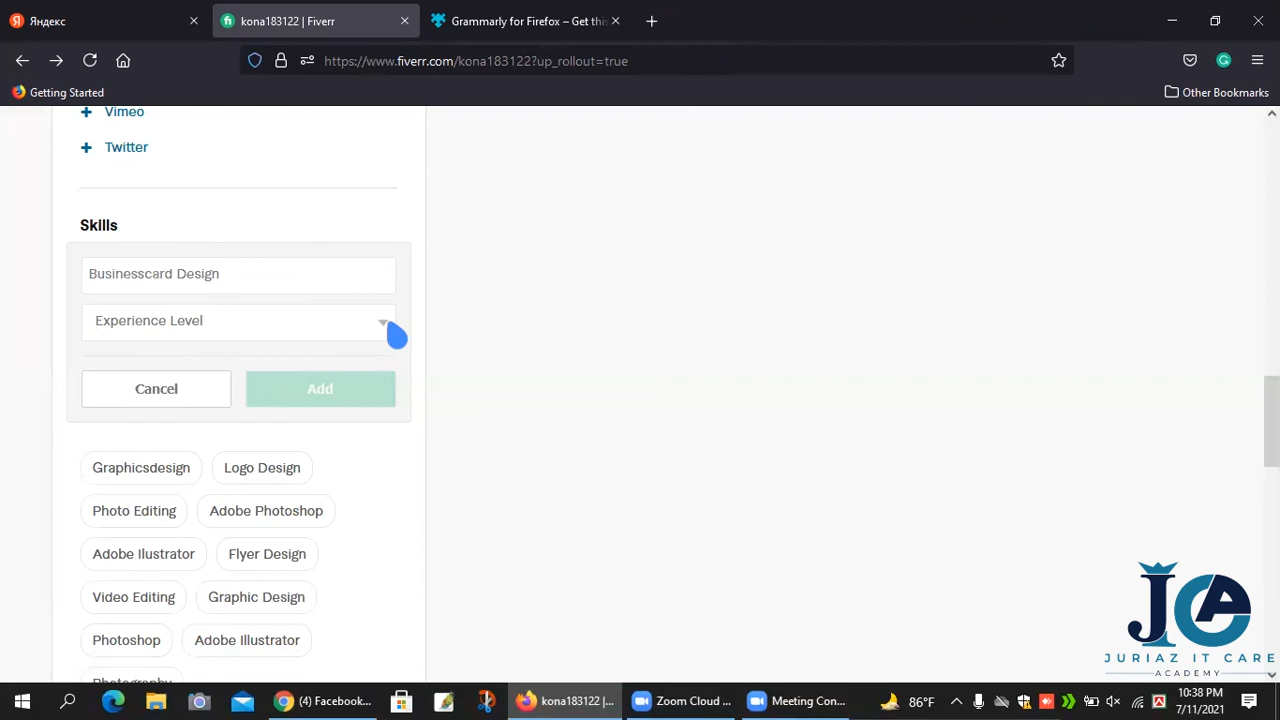 Яндекс
kona183122 | Fiverr
Grammarly for Firefox – Get this
https://www.fiverr.com/kona183122?up_rollout=true
Getting Started
Other Bookmarks
Vimeo
Twitter
Skills
Businesscard Design
Experience Level
Cancel
Add
Graphicsdesign
Logo Design
Photo Editing
Adobe Photoshop
Adobe Ilustrator
Flyer Design
Video Editing
Graphic Design
Photoshop
Adobe Illustrator
Photography
JURIAZ IT CARE
ACADEMY
(4) Facebook...
kona183122 |...
Zoom Cloud ...
Meeting Con...
86°F
10:38 PM
7/11/2021